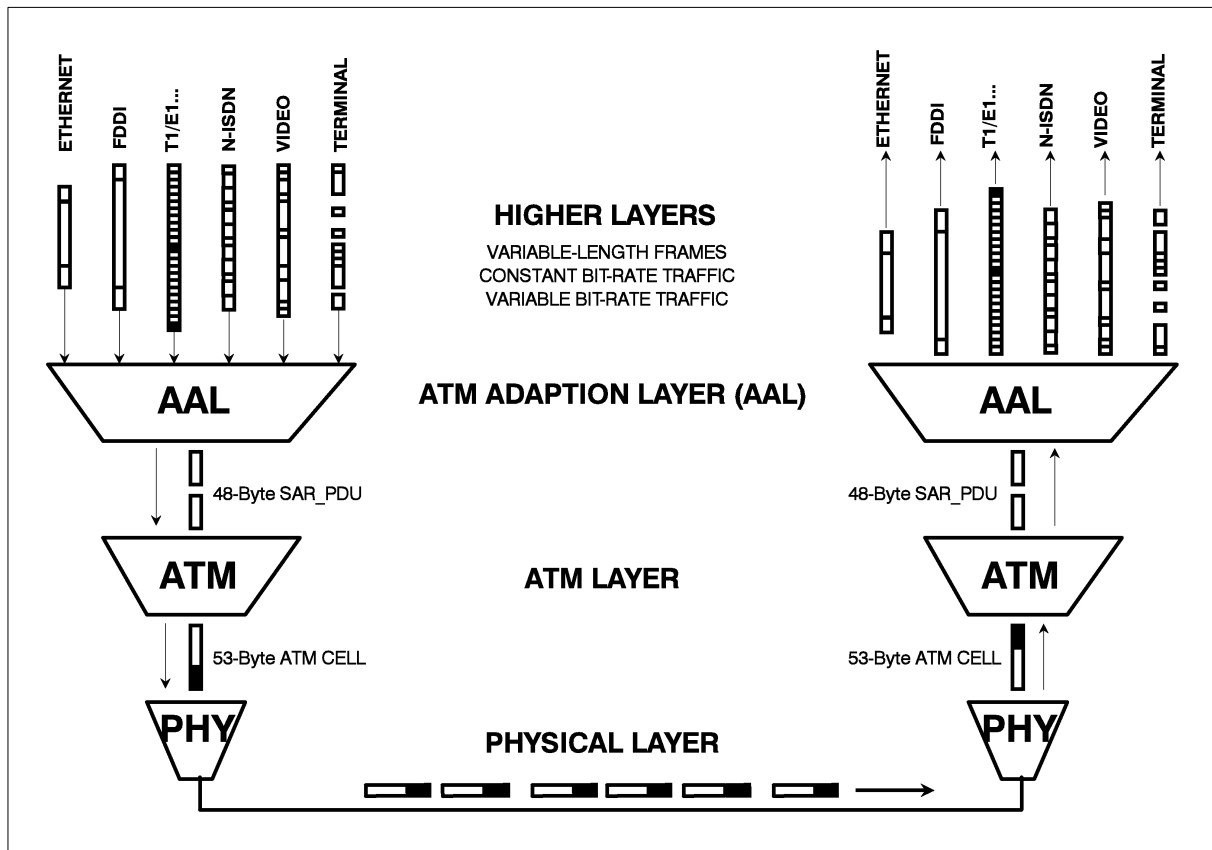 ETHERNET
FDDI
T1/E1...
N-ISDN
VIDEO
TERMINAL
ETHERNET
FDDI
T1/E1...
N-ISDN
VIDEO
TERMINAL
HIGHER LAYERS
VARIABLE-LENGTH FRAMES
CONSTANT BIT-RATE TRAFFIC
VARIABLE BIT-RATE TRAFFIC
AAL
ATM ADAPTION LAYER (AAL)
AAL
48-Byte SAR_PDU
48-Byte SAR_PDU
ATM
ATM LAYER
ATM
53-Byte ATM CELL
53-Byte ATM CELL
PHY
PHYSICAL LAYER
PHY